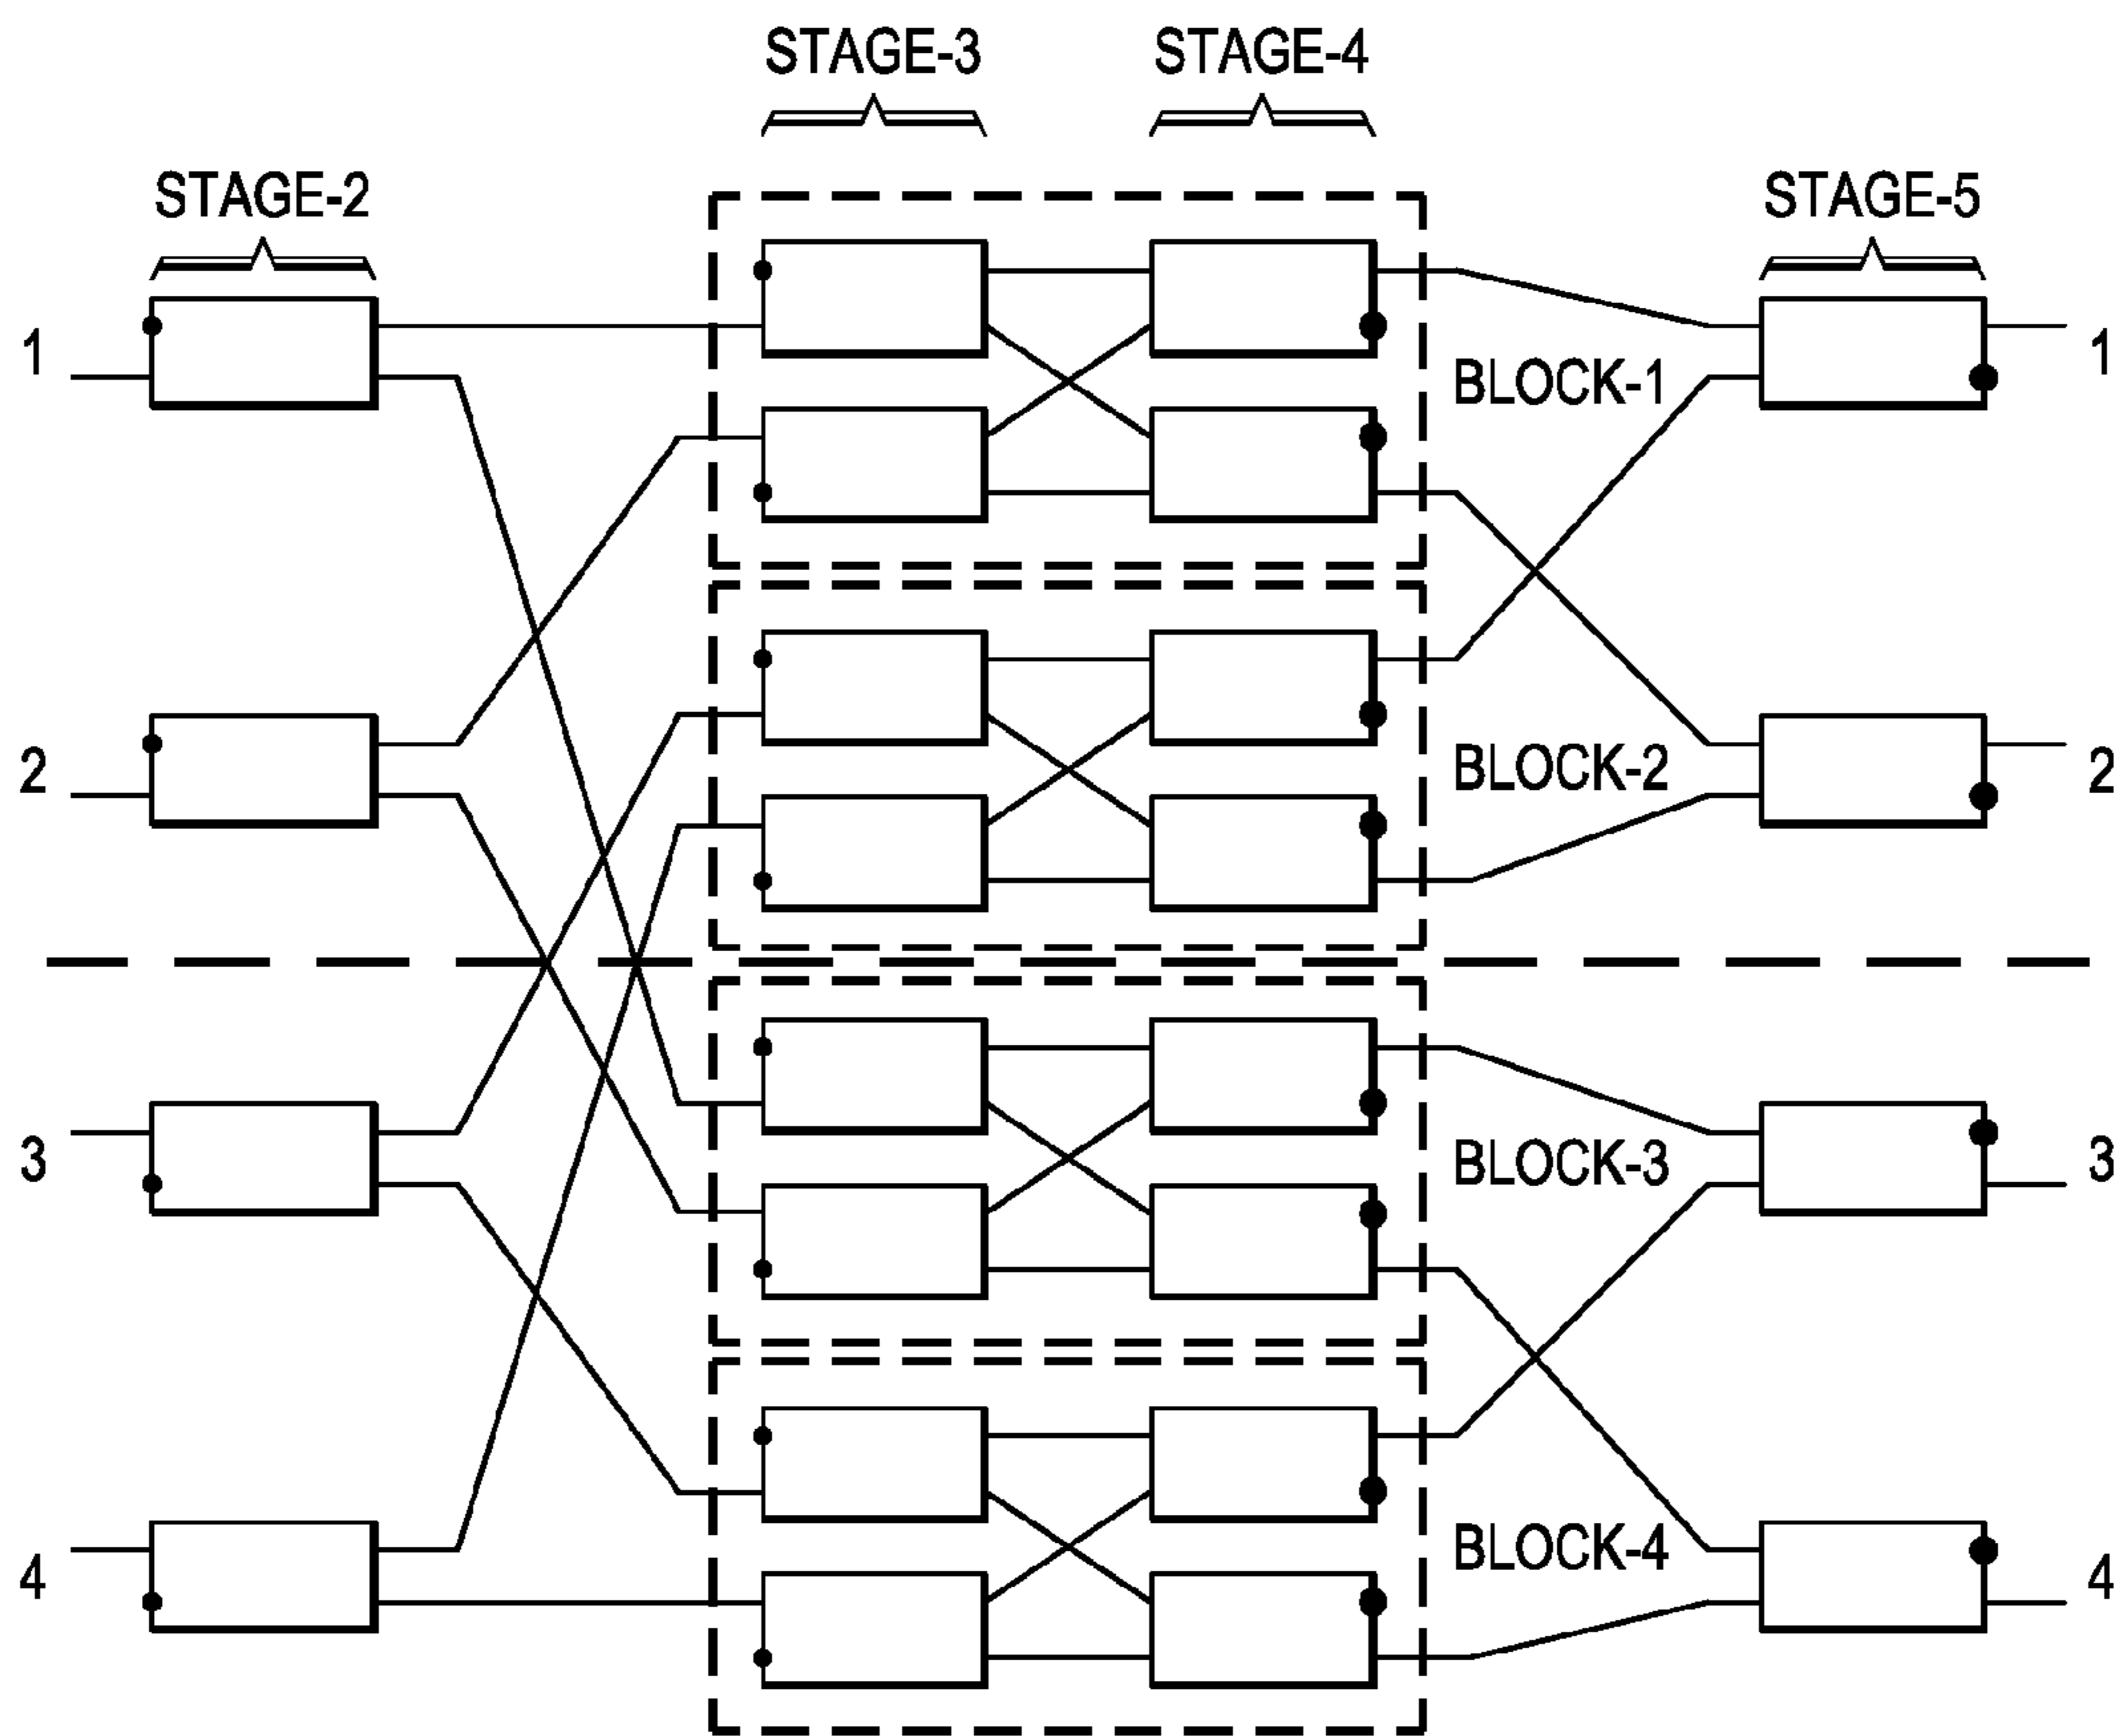 STAGE-3 STAGE-4
STAGE-2 STAGE-5
1 1
BLOCK-1
2 BLOCK-2 2
3 BLOCK-3 3
BLOCK-4
4 4